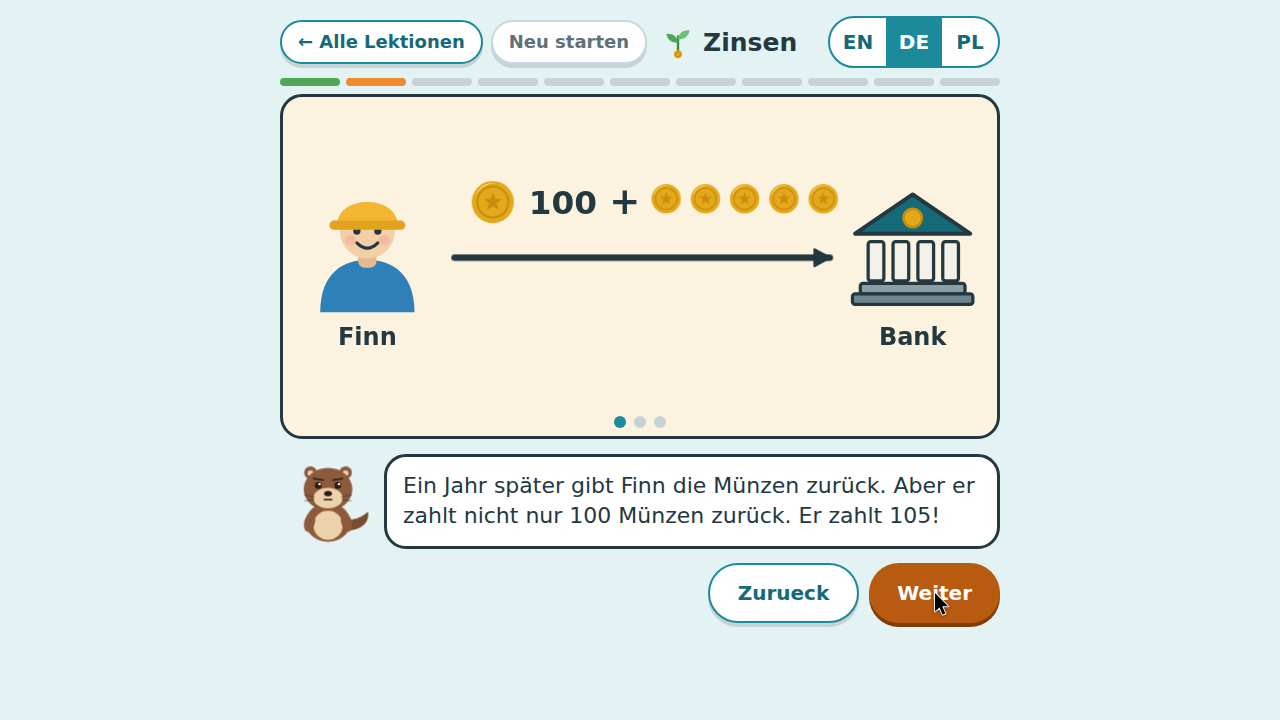 ← Alle Lektionen
Neu starten
Zinsen
EN DE PL
100 +
Finn
Bank
Ein Jahr später gibt Finn die Münzen zurück. Aber er
zahlt nicht nur 100 Münzen zurück. Er zahlt 105!
Zurueck
Weiter